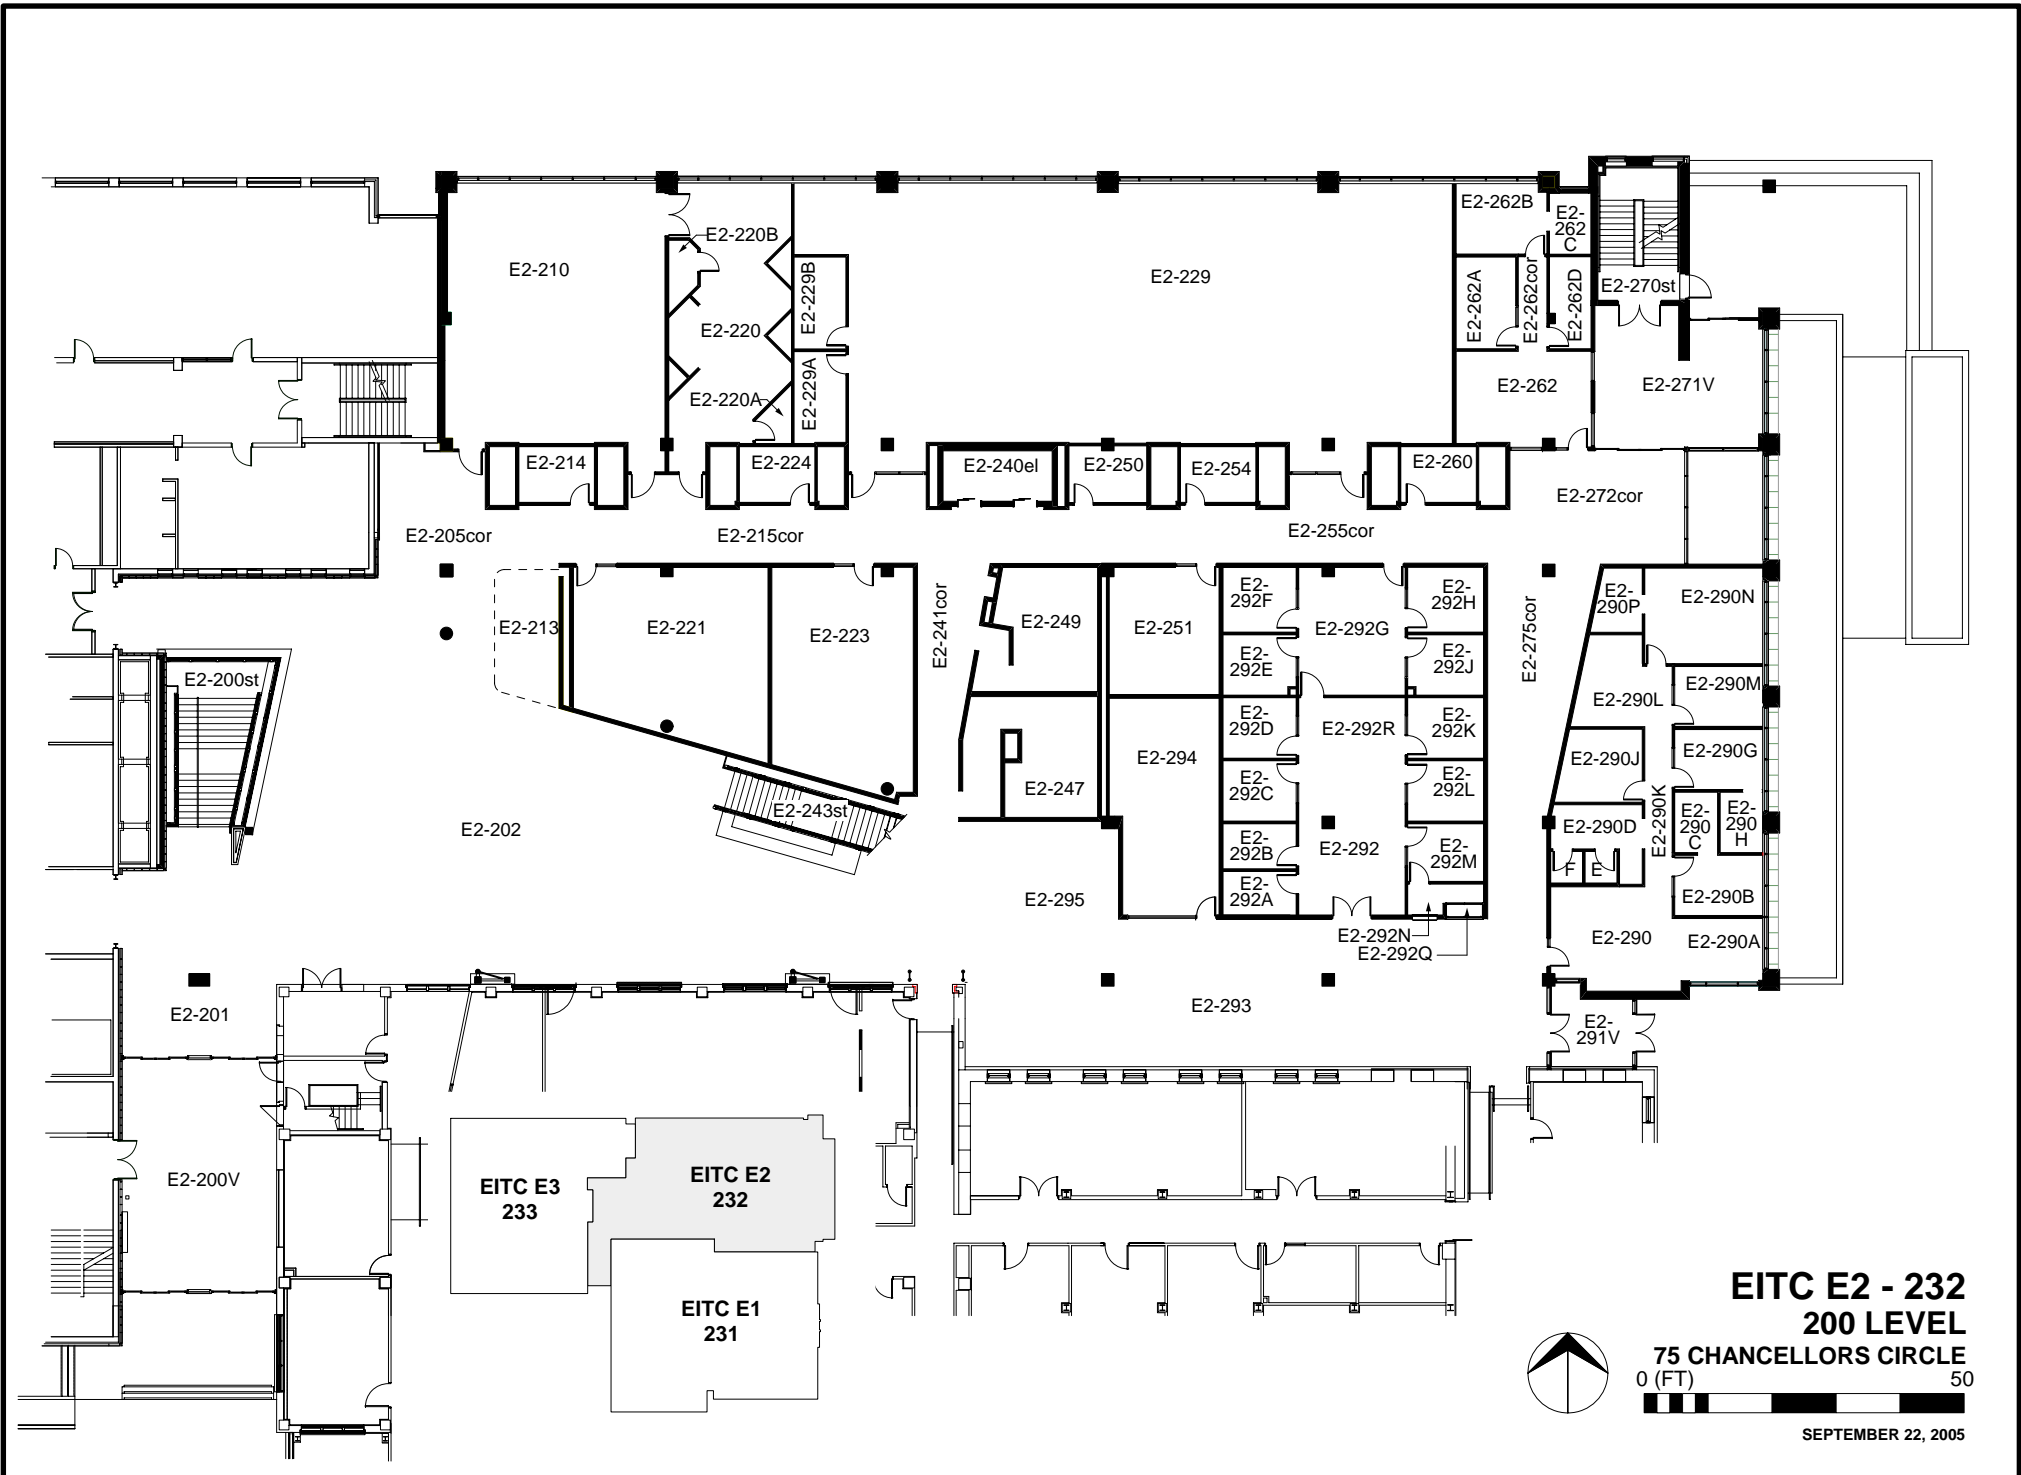 E2-262B
E2-
262
C
E2-220B
E2-210
E2-229
E2-229B
E2-262A
E2-262cor
E2-262D
E2-270st
E2-220
E2-229A
E2-262
E2-271V
E2-220A
E2-214
E2-224
E2-240el
E2-250
E2-254
E2-260
E2-272cor
E2-205cor
E2-215cor
E2-255cor
E2-213
E2-221
E2-223
E2-241cor
E2-249
E2-251
E2-
292F
E2-292G
E2-
292H
E2-275cor
E2-
290P
E2-290N
E2-
292E
E2-
292J
E2-200st
E2-290L
E2-290M
E2-
292D
E2-292R
E2-
292K
E2-294
E2-290J
E2-290G
E2-247
E2-
292C
E2-
292L
E2-243st
E2-202
E2-290D
E2-290K
E2-
290
C
E2-
290
H
E2-
292B
E2-292
E2-
292M
F
E
E2-295
E2-
292A
E2-290B
E2-292N
E2-292Q
E2-290
E2-290A
E2-201
E2-293
E2-
291V
E2-200V
EITC E3
233
EITC E2
232
EITC E1
231
EITC E2 - 232
200 LEVEL
75 CHANCELLORS CIRCLE
0 (FT) 50
SEPTEMBER 22, 2005